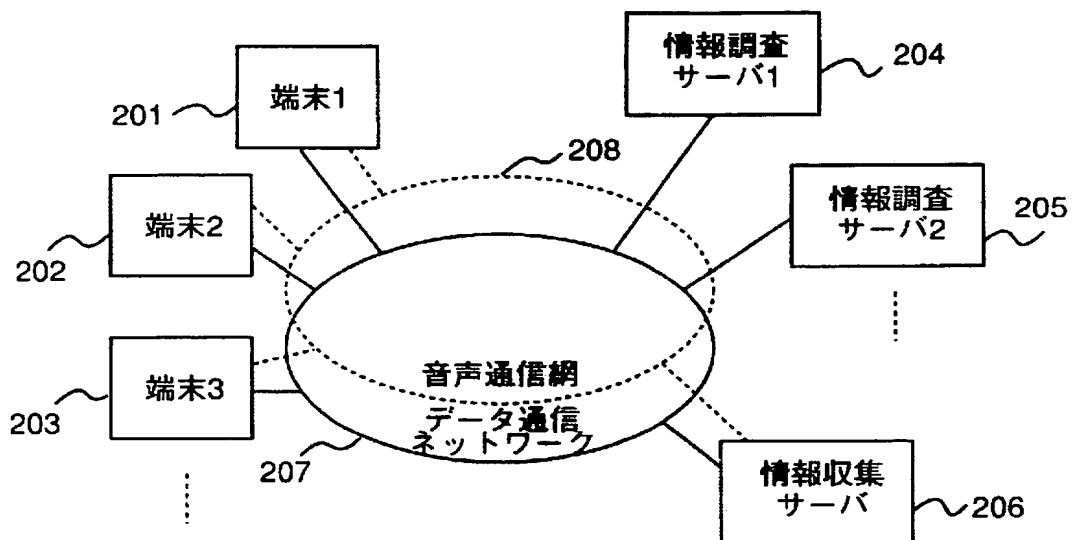 情報調査
サーバ1
204
端末1
201
208
情報調査
サーバ2
205
端末2
202
端末3
203
音声通信網
データ通信
ネットワーク
207
情報収集
サーバ
206